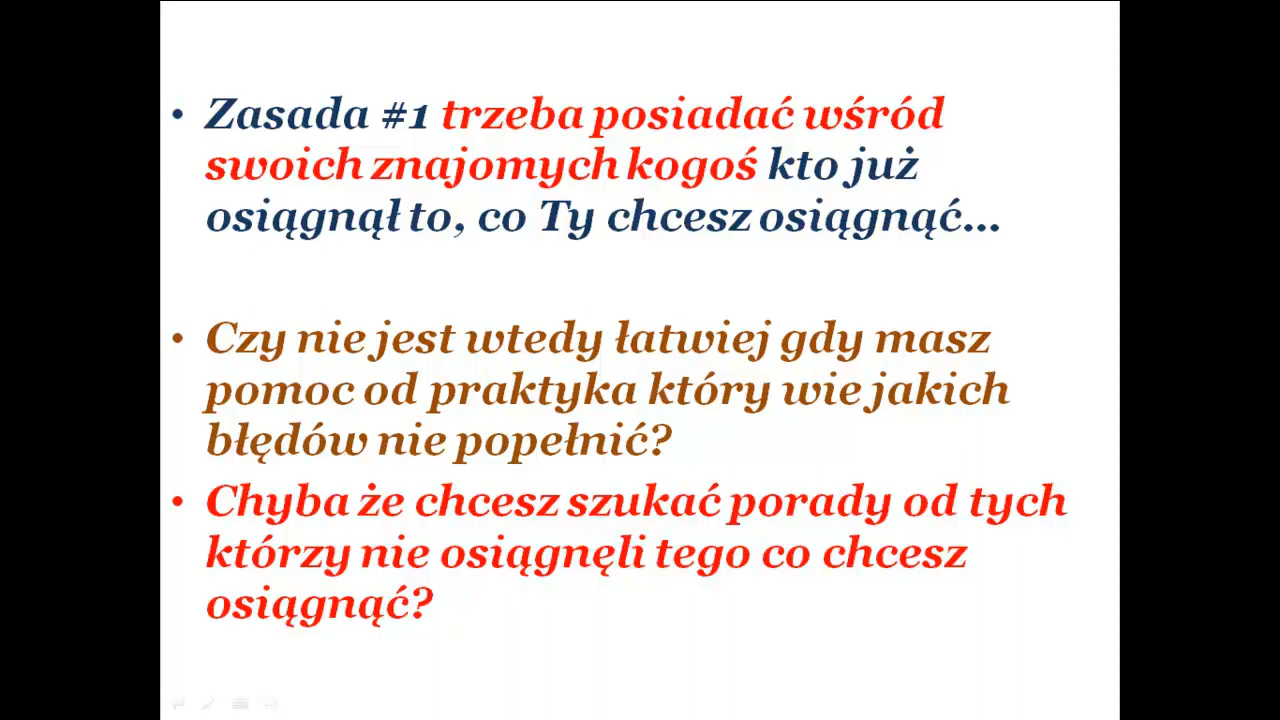 • Zasada #1 trzeba posiadać wśród
swoich znajomych kogoś kto już
osiągnął to, co Ty chcesz osiągnąć...
• Czy nie jest wtedy łatwiej gdy masz
pomoc od praktyka który wie jakich
błędów nie popełnić?
• Chyba że chcesz szukać porady od tych
którzy nie osiągnęli tego co chcesz
osiągnąć?